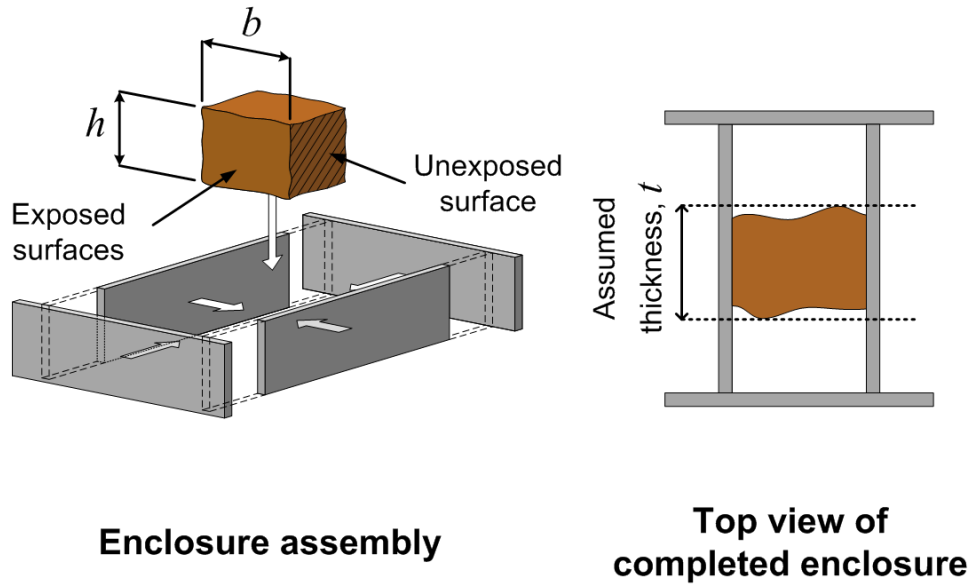 b
h
Exposed
surfaces
Unexposed
surface
Assumed
thickness, t
Enclosure assembly
Top view of
completed enclosure